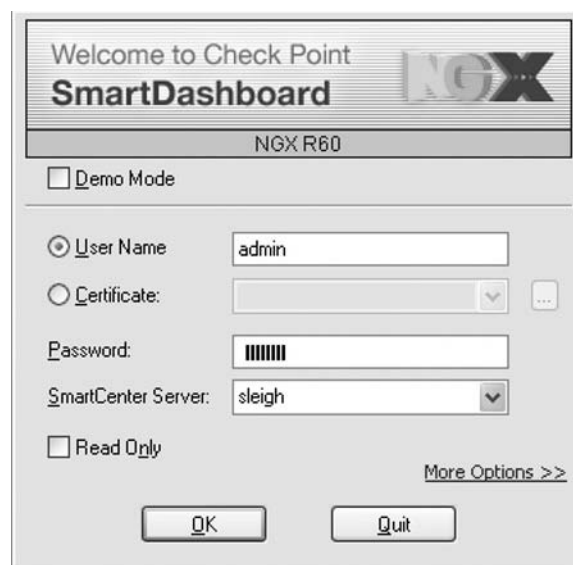 Welcome to Check Point
SmartDashboard
NGX
NGX R60
Demo Mode
User Name
admin
Certificate:
...
Password:
SmartCenter Server:
sleigh
Read Only
More Options >>
OK
Quit